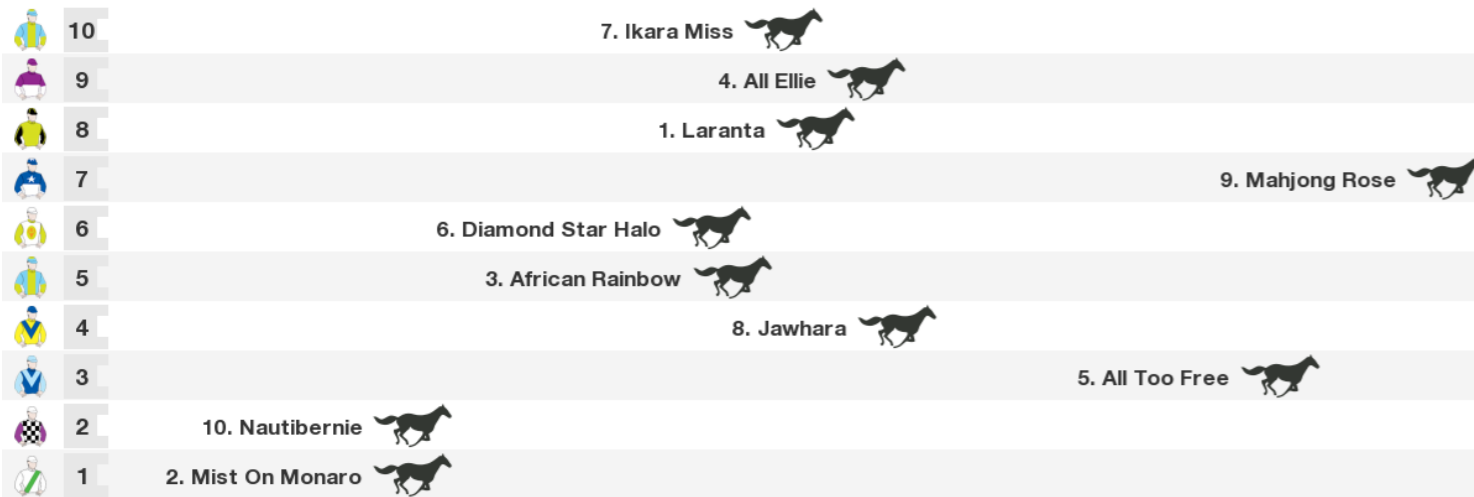 10 7. Ikara Miss
9 4. All Ellie
8 1. Laranta
7 9. Mahjong Rose
6 6. Diamond Star Halo
5 3. African Rainbow
4 8. Jawhara
3 5. All Too Free
2 10. Nautibernie
1 2. Mist On Monaro